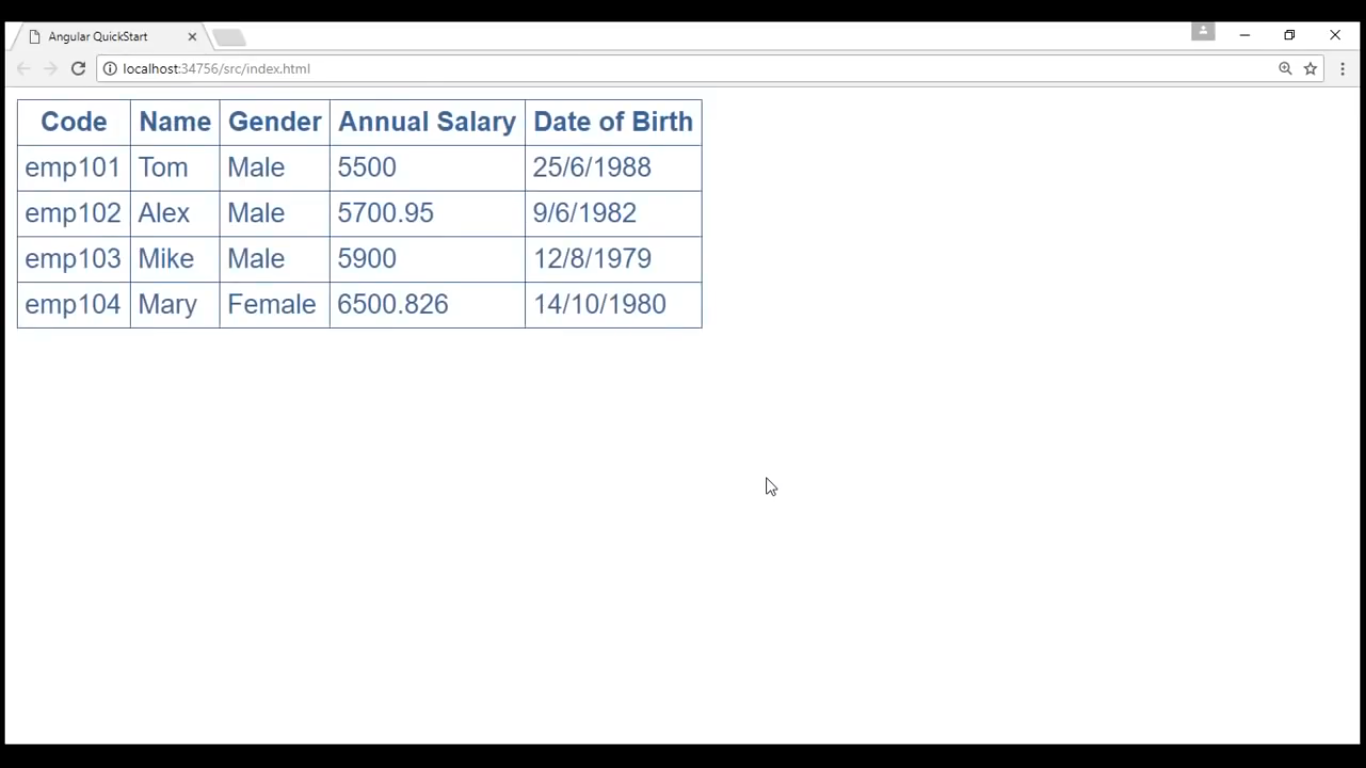 Angular QuickStart
localhost:34756/src/index.html
Code Name Gender Annual Salary Date of Birth
emp101 Tom Male 5500 25/6/1988
emp102 Alex Male 5700.95 9/6/1982
emp103 Mike Male 5900 12/8/1979
emp104 Mary Female 6500.826 14/10/1980